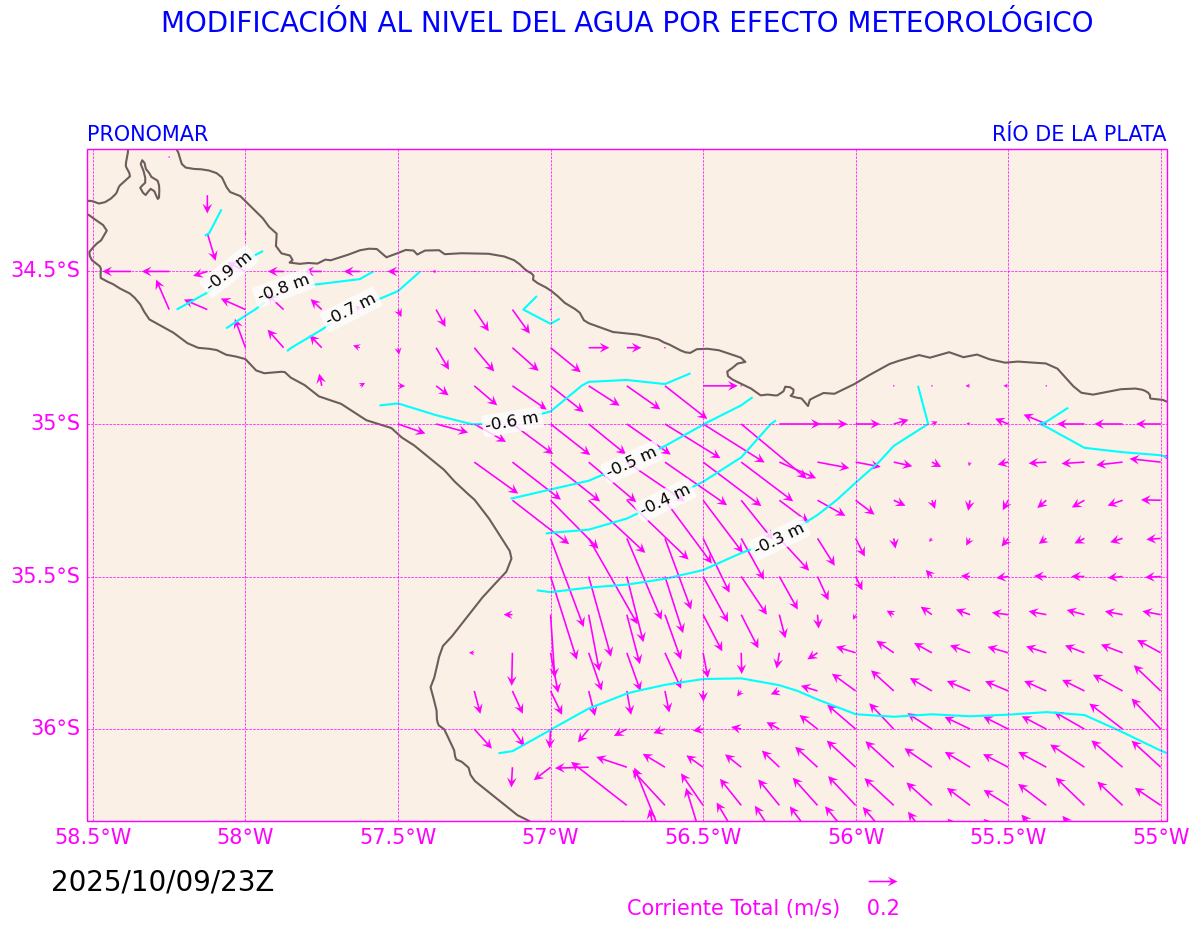 MODIFICACIÓN AL NIVEL DEL AGUA POR EFECTO METEOROLÓGICO
PRONOMAR
RÍO DE LA PLATA
34.5°S
35°S
35.5°S
36°S
-0.9 m
-0.8 m
-0.7 m
-0.6 m
-0.5 m
-0.4 m
-0.3 m
58.5°W 58°W 57.5°W 57°W 56.5°W 56°W 55.5°W 55°W
2025/10/09/23Z
Corriente Total (m/s) 0.2